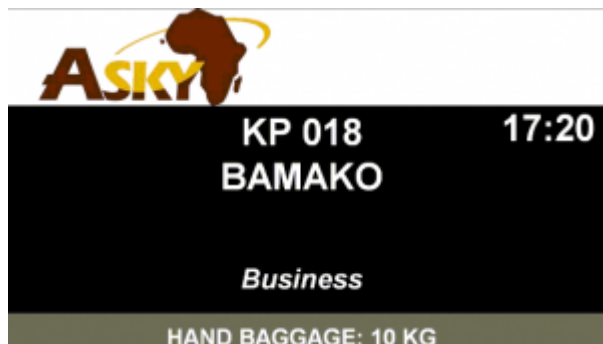 ASKY
KP 018 17:20
BAMAKO
Business
HAND BAGGAGE: 10 KG